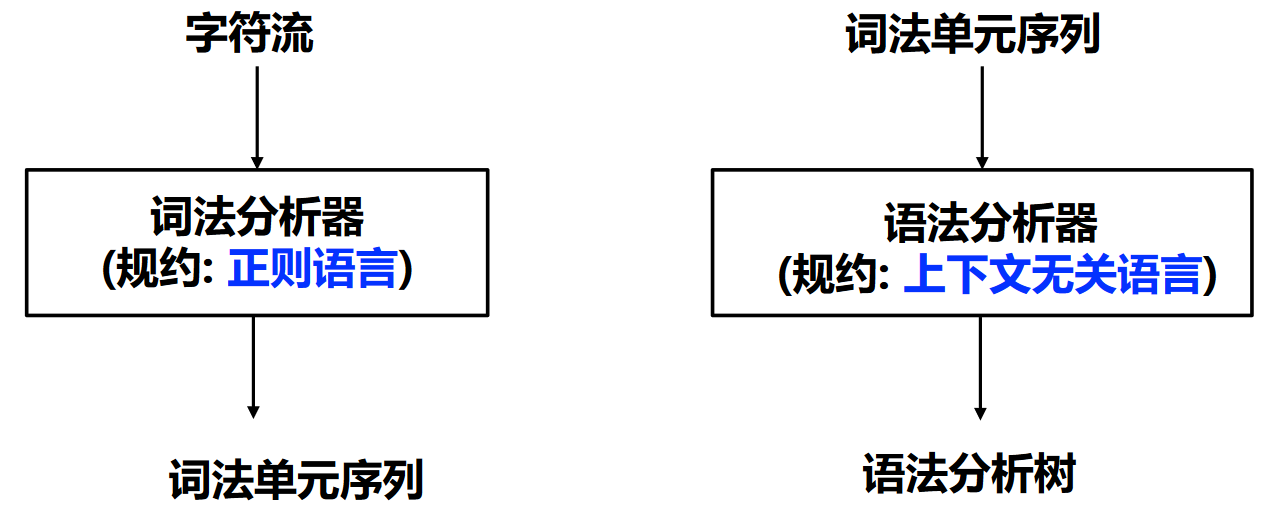 字符流
词法分析器
(规约: 正则语言)
词法单元序列
词法单元序列
语法分析器
(规约: 上下文无关语言)
语法分析树